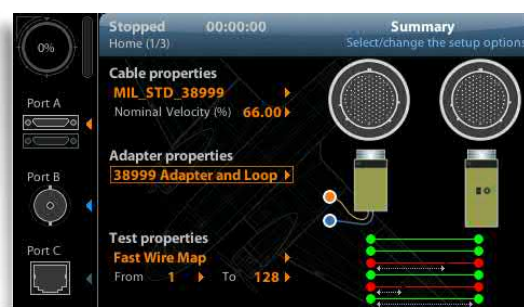 0%
Stopped 00:00:00
Home (1/3)
Summary
Select/change the setup options
Port A
Port B
Port C
Cable properties
MIL_STD_38999
Nominal Velocity (%) 66.00
Adapter properties
38999 Adapter and Loop
Test properties
Fast Wire Map
From 1 To 128